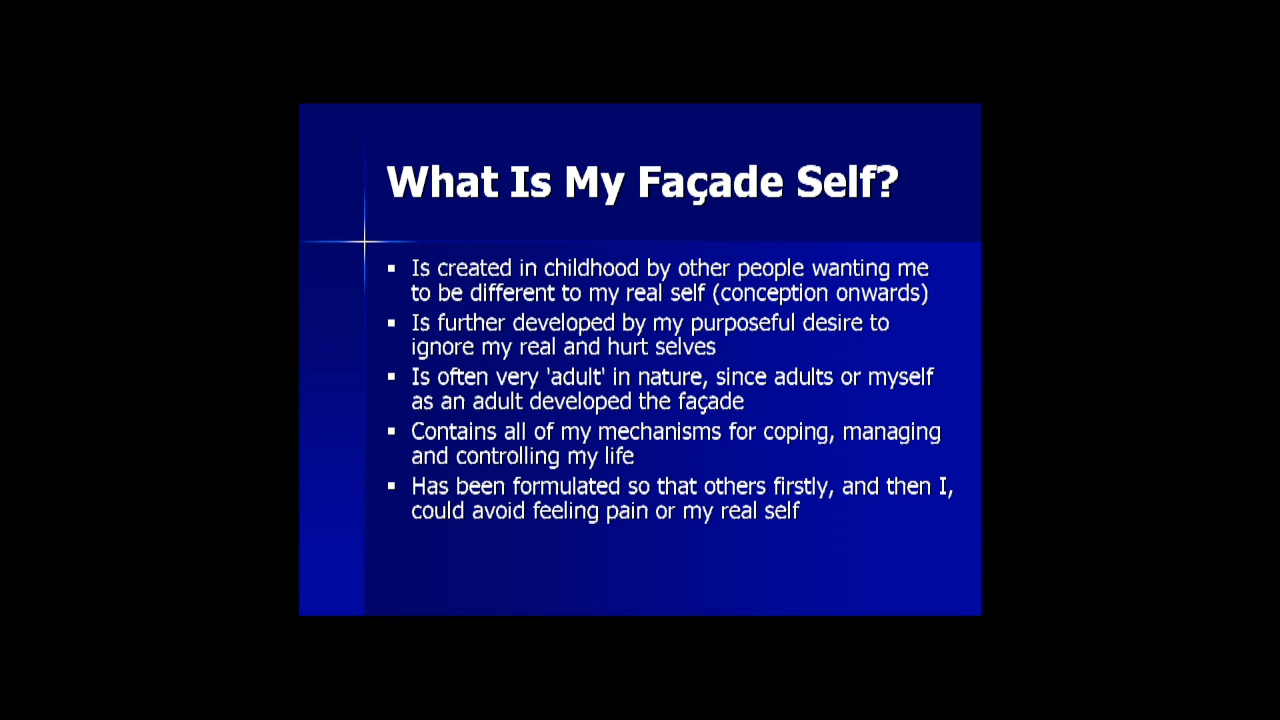 What Is My Façade Self?
▪ Is created in childhood by other people wanting me
to be different to my real self (conception onwards)
▪ Is further developed by my purposeful desire to
ignore my real and hurt selves
▪ Is often very 'adult' in nature, since adults or myself
as an adult developed the façade
▪ Contains all of my mechanisms for coping, managing
and controlling my life
▪ Has been formulated so that others firstly, and then I,
could avoid feeling pain or my real self